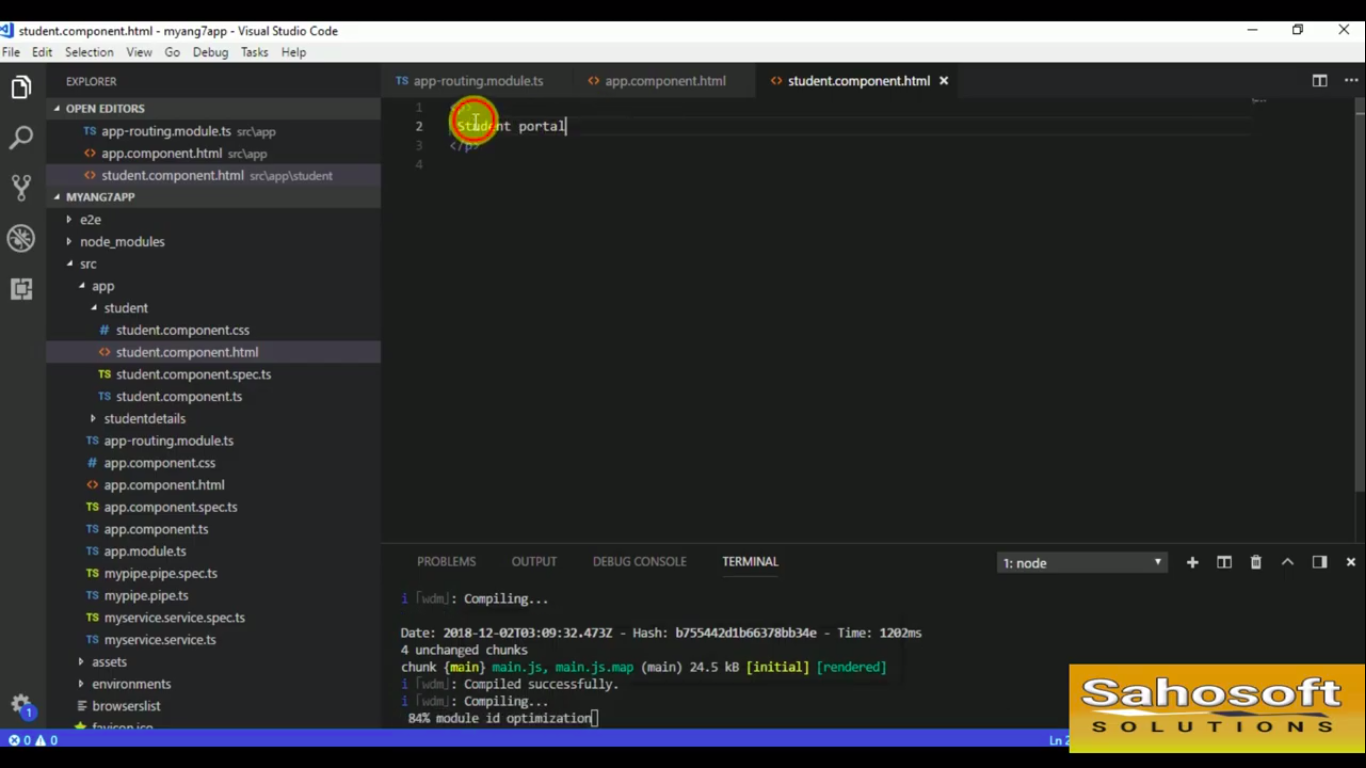 student.component.html - myang7app - Visual Studio Code
File Edit Selection View Go Debug Tasks Help
EXPLORER
OPEN EDITORS
TS app-routing.module.ts src\app
<> app.component.html src\app
<> student.component.html src\app\student
MYANG7APP
e2e
node_modules
src
app
student
# student.component.css
<> student.component.html
TS student.component.spec.ts
TS student.component.ts
studentdetails
TS app-routing.module.ts
# app.component.css
<> app.component.html
TS app.component.spec.ts
TS app.component.ts
TS app.module.ts
TS mypipe.pipe.spec.ts
TS mypipe.pipe.ts
TS myservice.service.spec.ts
TS myservice.service.ts
assets
environments
browserslist
favicon.ico
TS app-routing.module.ts <> app.component.html <> student.component.html
1
2 Student portal
3 </p>
4
PROBLEMS OUTPUT DEBUG CONSOLE TERMINAL 1: node
i ｢wdm｣: Compiling...
Date: 2018-12-02T03:09:32.473Z - Hash: b755442d1b66378bb34e - Time: 1202ms
4 unchanged chunks
chunk {main} main.js, main.js.map (main) 24.5 kB [initial] [rendered]
i ｢wdm｣: Compiled successfully.
i ｢wdm｣: Compiling...
84% module id optimization
1
0 0
Sahosoft
SOLUTIONS